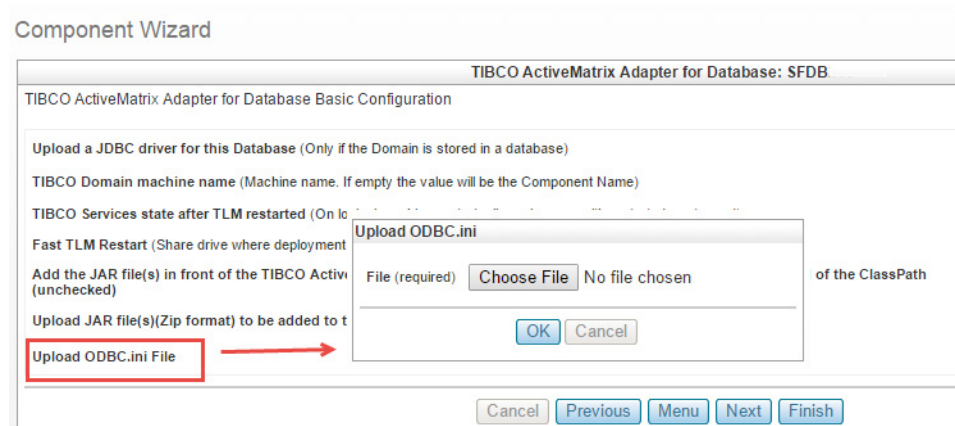 Component Wizard
TIBCO ActiveMatrix Adapter for Database: SFDB
TIBCO ActiveMatrix Adapter for Database Basic Configuration
Upload a JDBC driver for this Database (Only if the Domain is stored in a database)
TIBCO Domain machine name (Machine name. If empty the value will be the Component Name)
TIBCO Services state after TLM restarted (On
Upload ODBC.ini
Fast TLM Restart (Share drive where deployment
File (required) Choose File No file chosen
Add the JAR file(s) in front of the TIBCO of the ClassPath
(unchecked)
Upload JAR file(s)(Zip format) to be added to
OK Cancel
Upload ODBC.ini File
Cancel Previous Menu Next Finish